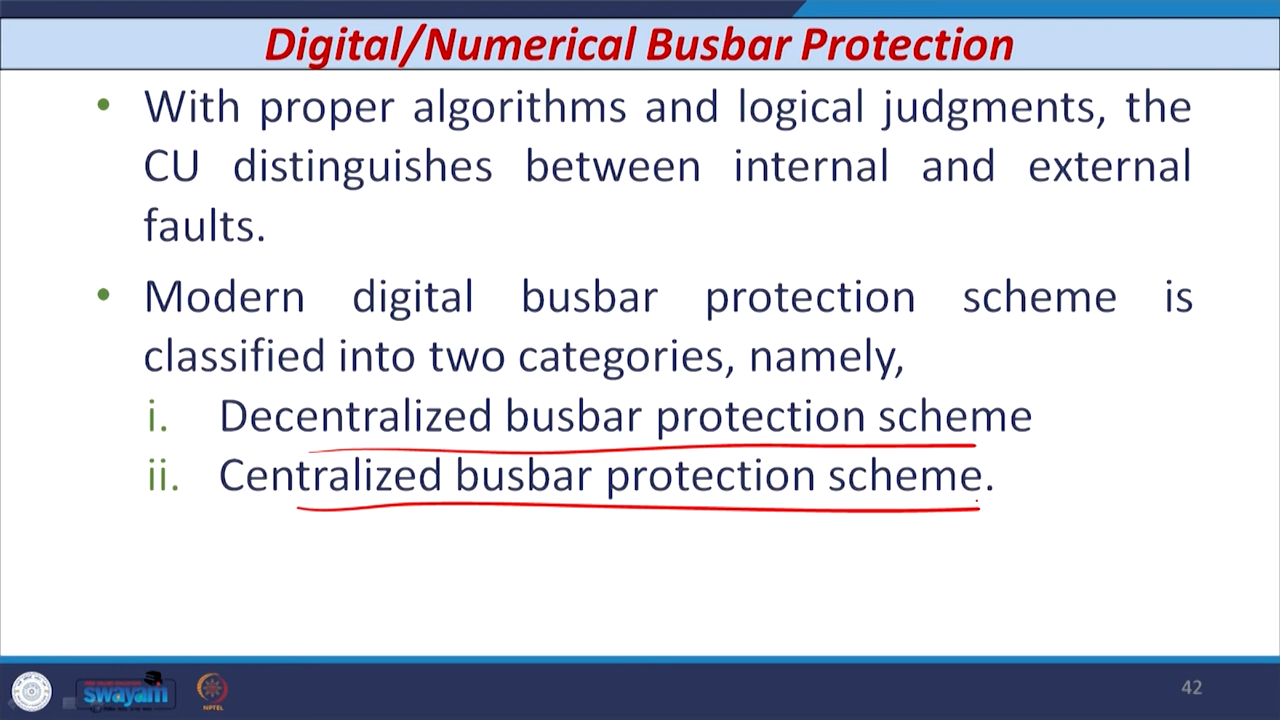 Digital/Numerical Busbar Protection
• With proper algorithms and logical judgments, the
CU distinguishes between internal and external
faults.
• Modern digital busbar protection scheme is
classified into two categories, namely,
i. Decentralized busbar protection scheme
ii. Centralized busbar protection scheme.
swayam
NPTEL
42